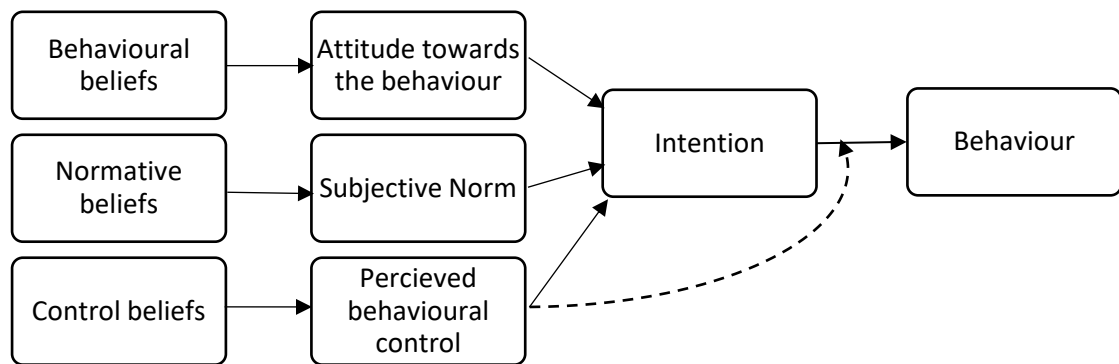 Behavioural
beliefs
Attitude towards
the behaviour
Normative
beliefs
Subjective Norm
Control beliefs
Percieved
behavioural
control
Intention
Behaviour